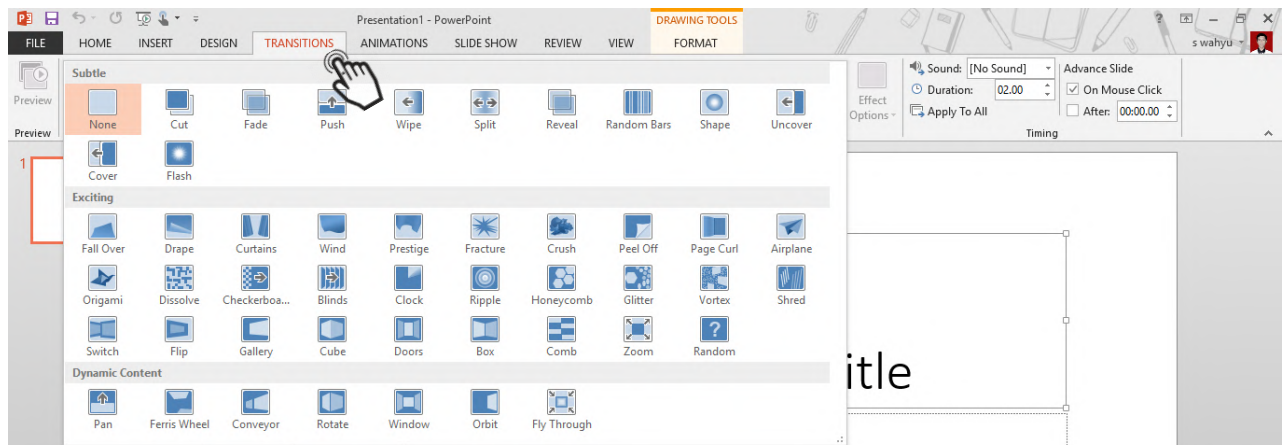 Presentation1 - PowerPoint
DRAWING TOOLS
FILE HOME INSERT DESIGN TRANSITIONS ANIMATIONS SLIDE SHOW REVIEW VIEW FORMAT
s wahyu
Preview
Preview
Subtle
None Cut Fade Push Wipe Split Reveal Random Bars Shape Uncover
Cover Flash
Exciting
Fall Over Drape Curtains Wind Prestige Fracture Crush Peel Off Page Curl Airplane
Origami Dissolve Checkerboa... Blinds Clock Ripple Honeycomb Glitter Vortex Shred
Switch Flip Gallery Cube Doors Box Comb Zoom Random
Dynamic Content
Pan Ferris Wheel Conveyor Rotate Window Orbit Fly Through
Effect
Options
Sound: [No Sound] Advance Slide
Duration: 02.00 On Mouse Click
Apply To All After: 00:00.00
Timing
1
itle